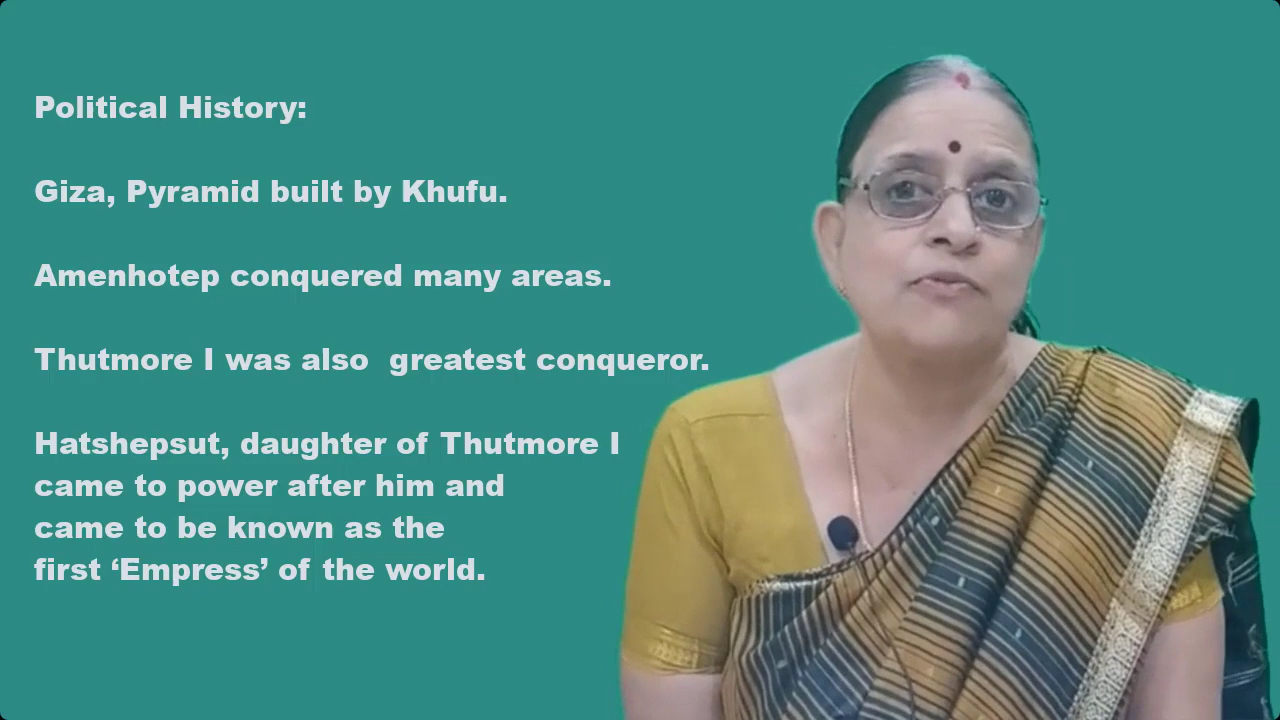 Political History:
Giza, Pyramid built by Khufu.
Amenhotep conquered many areas.
Thutmore I was also  greatest conqueror.
Hatshepsut, daughter of Thutmore I
came to power after him and
came to be known as the
first ‘Empress’ of the world.